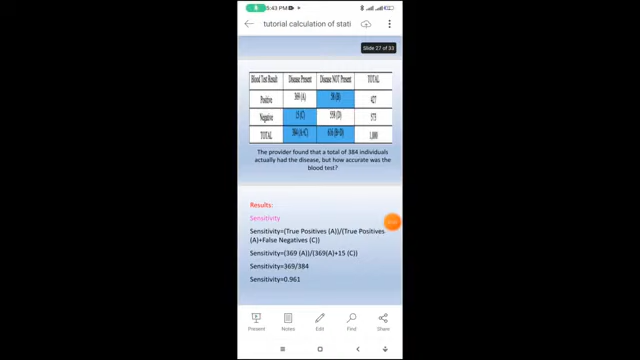 5:43 PM
tutorial calculation of stati
Slide 27 of 33
Blood Test Result Disease Present Disease NOT Present TOTAL
Positive 369 (A) 58 (B) 427
Negative 15 (C) 558 (D) 573
TOTAL 384 (A+C) 616 (B+D) 1,000
The provider found that a total of 384 individuals
actually had the disease, but how accurate was the
blood test?
Results:
Sensitivity
Sensitivity=(True Positives (A))/(True Positives
(A)+False Negatives (C))
Sensitivity=(369 (A))/(369(A)+15 (C))
Sensitivity=369/384
Sensitivity=0.961
Present Notes Edit Find Share